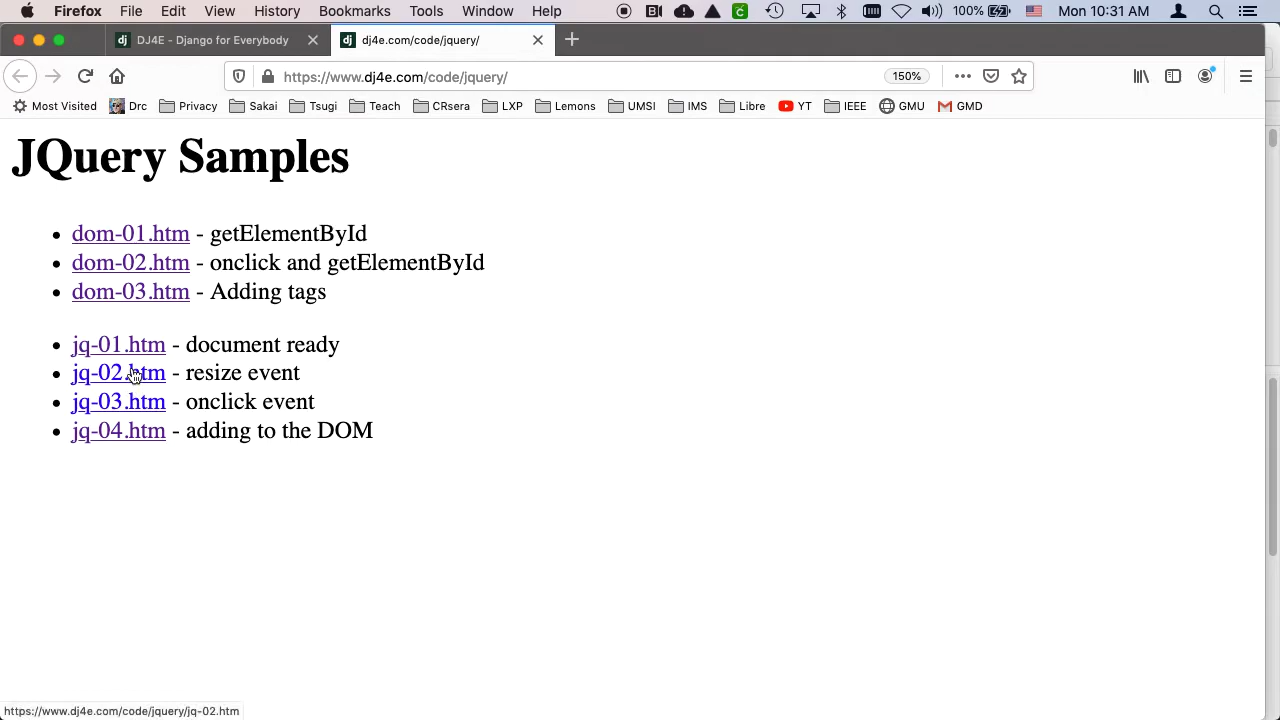 Firefox File Edit View History Bookmarks Tools Window Help 100% Mon 10:31 AM
DJ4E - Django for Everybody dj4e.com/code/jquery/
https://www.dj4e.com/code/jquery/ 150%
Most Visited Drc Privacy Sakai Tsugi Teach CRsera LXP Lemons UMSI IMS Libre YT IEEE GMU GMD
JQuery Samples
dom-01.htm - getElementById
dom-02.htm - onclick and getElementById
dom-03.htm - Adding tags
jq-01.htm - document ready
jq-02.htm - resize event
jq-03.htm - onclick event
jq-04.htm - adding to the DOM
https://www.dj4e.com/code/jquery/jq-02.htm